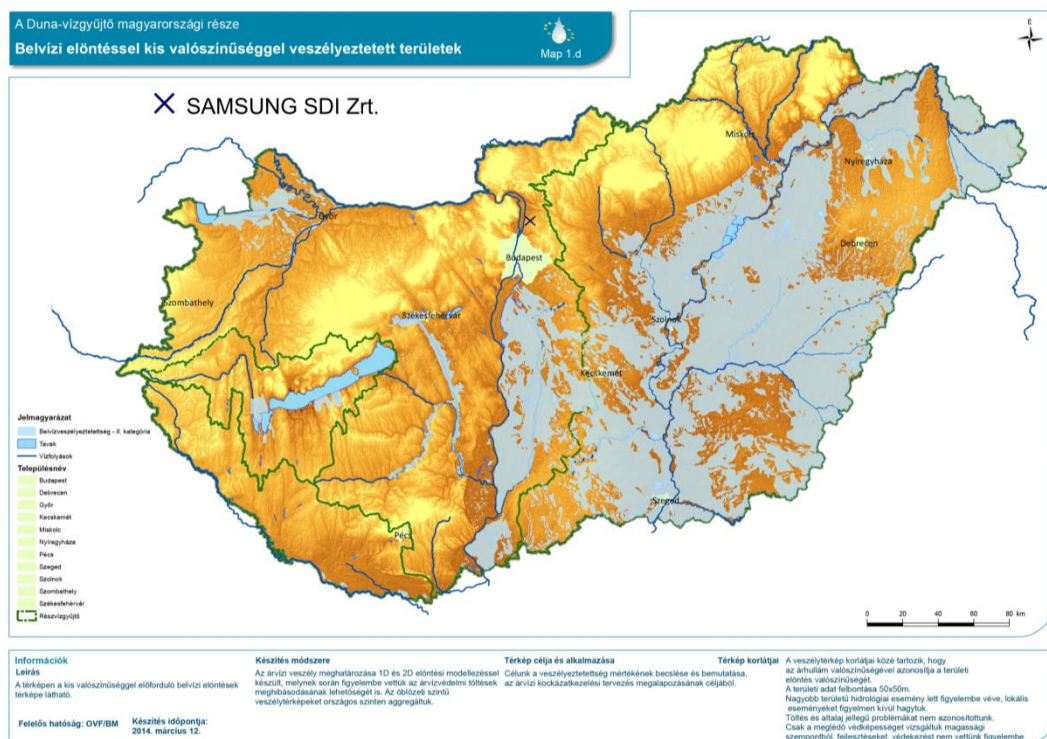 A Duna-vízgyűjtő magyarországi része
Belvízi elöntéssel kis valószínűséggel veszélyeztetett területek
Map 1.d
É
SAMSUNG SDI Zrt.
Miskolc
Nyíregyháza
Győr
Debrecen
Budapest
Szombathely
Székesfehérvár
Szolnok
Kecskemét
Szeged
Pécs
Jelmagyarázat
Belvízveszélyeztetettség - II. kategória
Tavak
Vízfolyások
Településnév
Budapest
Debrecen
Győr
Kecskemét
Miskolc
Nyíregyháza
Pécs
Szeged
Szolnok
Szombathely
Székesfehérvár
Részvízgyűjtő
0 20 40 60 80 km
Információk
Leírás
A térképen a kis valószínűséggel előforduló belvízi elöntések
térképe látható.
Felelős hatóság: OVF/BM
Készítés időpontja:
2014. március 12.
Készítés módszere
Az árvízi veszély meghatározása 1D és 2D elöntési modellezéssel
készült, melynek során figyelembe vettük az árvízvédelmi töltések
meghibásodásának lehetőségét is. Az öblözeti szintű
veszélytérképeket országos szinten aggregáltuk.
Térkép célja és alkalmazása
Célunk a veszélyeztetettség mértékének becslése és bemutatása,
az árvízi kockázatkezelési tervezés megalapozásának céljából.
Térkép korlátjai
A veszélytérkép korlátjai közé tartozik, hogy
az árhullám valószínűségével azonosítja a területi
elöntés valószínűségét.
A területi adat felbontása 50x50m.
Nagyobb területű hidrológiai esemény lett figyelembe véve, lokális
eseményeket figyelmen kívül hagytuk.
Töltés és altalaj jellegű problémákat nem azonosítottunk.
Csak a meglédő védképességet vizsgáltuk magassági
szempontból, fejlesztéseket, védekezést nem vettünk figyelembe.